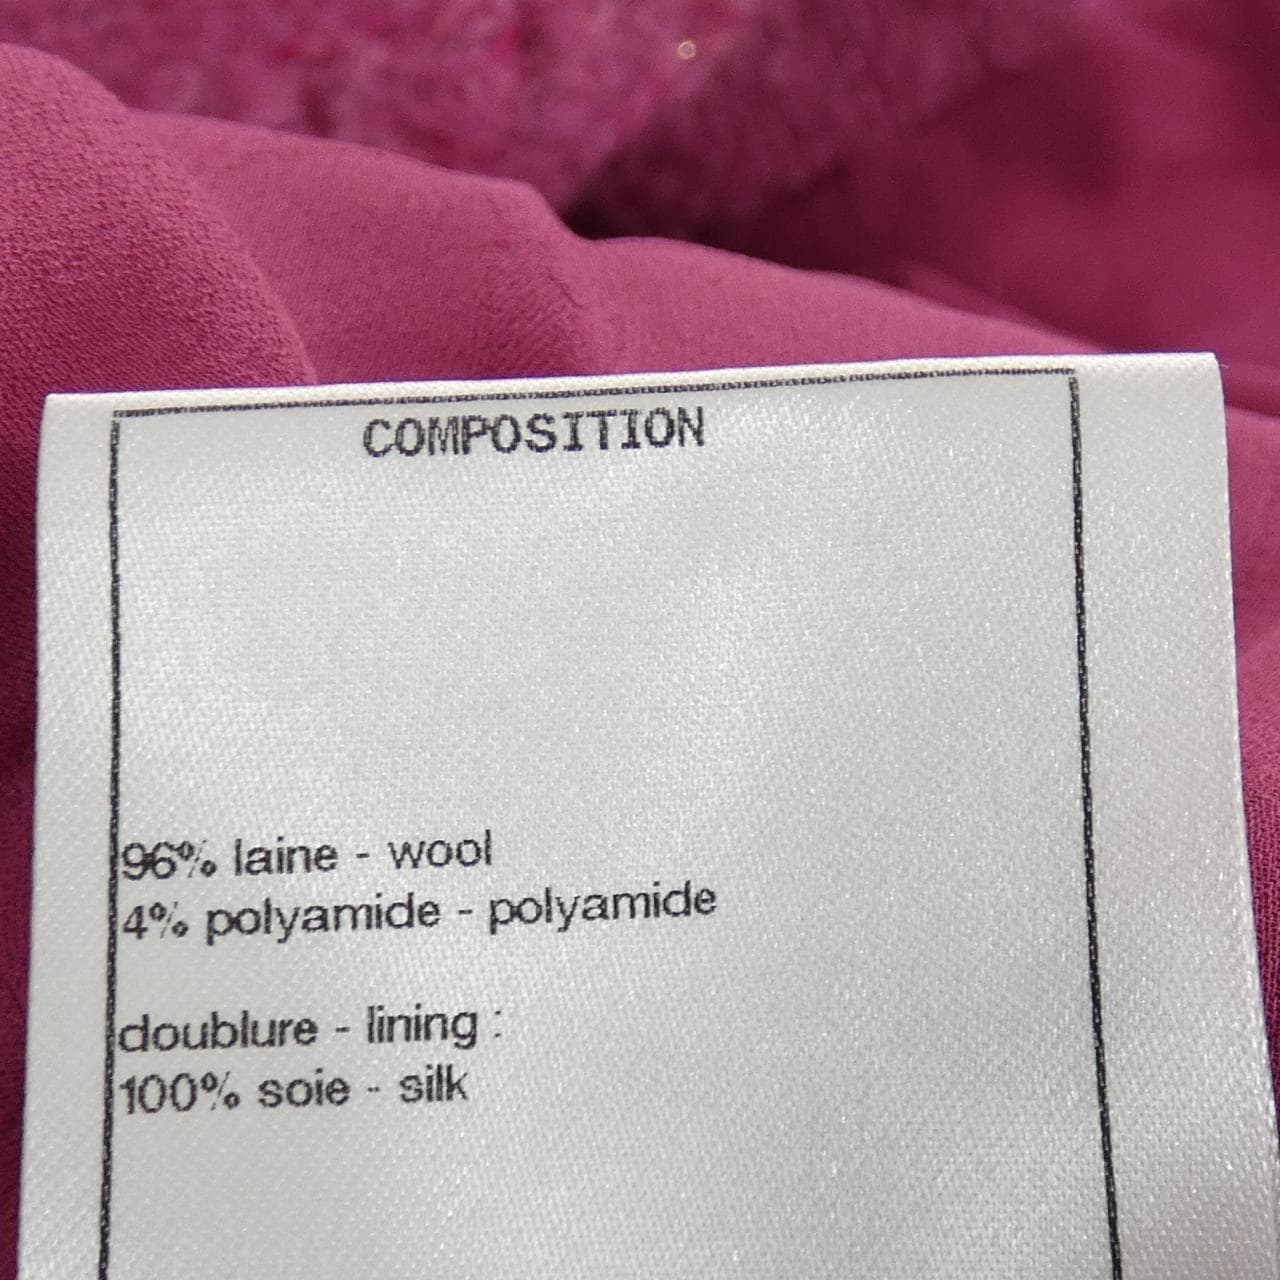 COMPOSITION
96% laine - wool
4% polyamide - polyamide
doublure - lining :
100% soie - silk